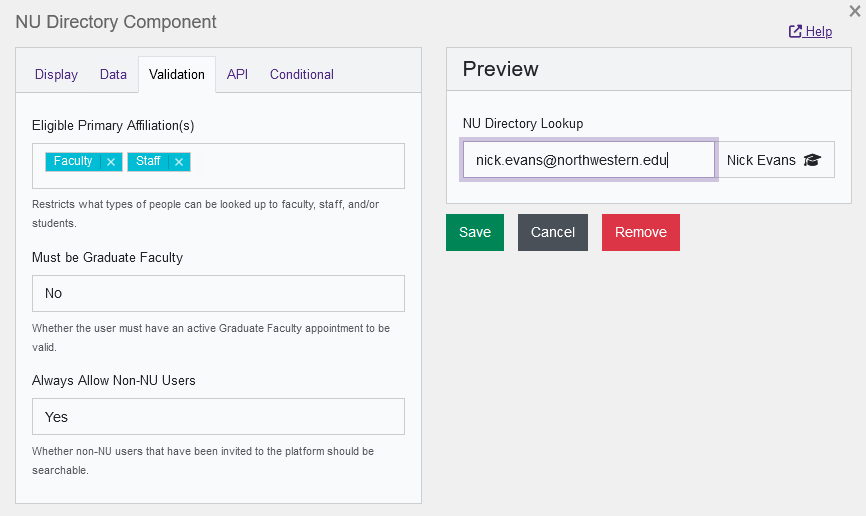 NU Directory Component
×
Help
Display Data Validation API Conditional
Eligible Primary Affiliation(s)
Faculty × Staff ×
Restricts what types of people can be looked up to faculty, staff, and/or
students.
Must be Graduate Faculty
No
Whether the user must have an active Graduate Faculty appointment to be
valid.
Always Allow Non-NU Users
Yes
Whether non-NU users that have been invited to the platform should be
searchable.
Preview
NU Directory Lookup
nick.evans@northwestern.edu Nick Evans
Save Cancel Remove